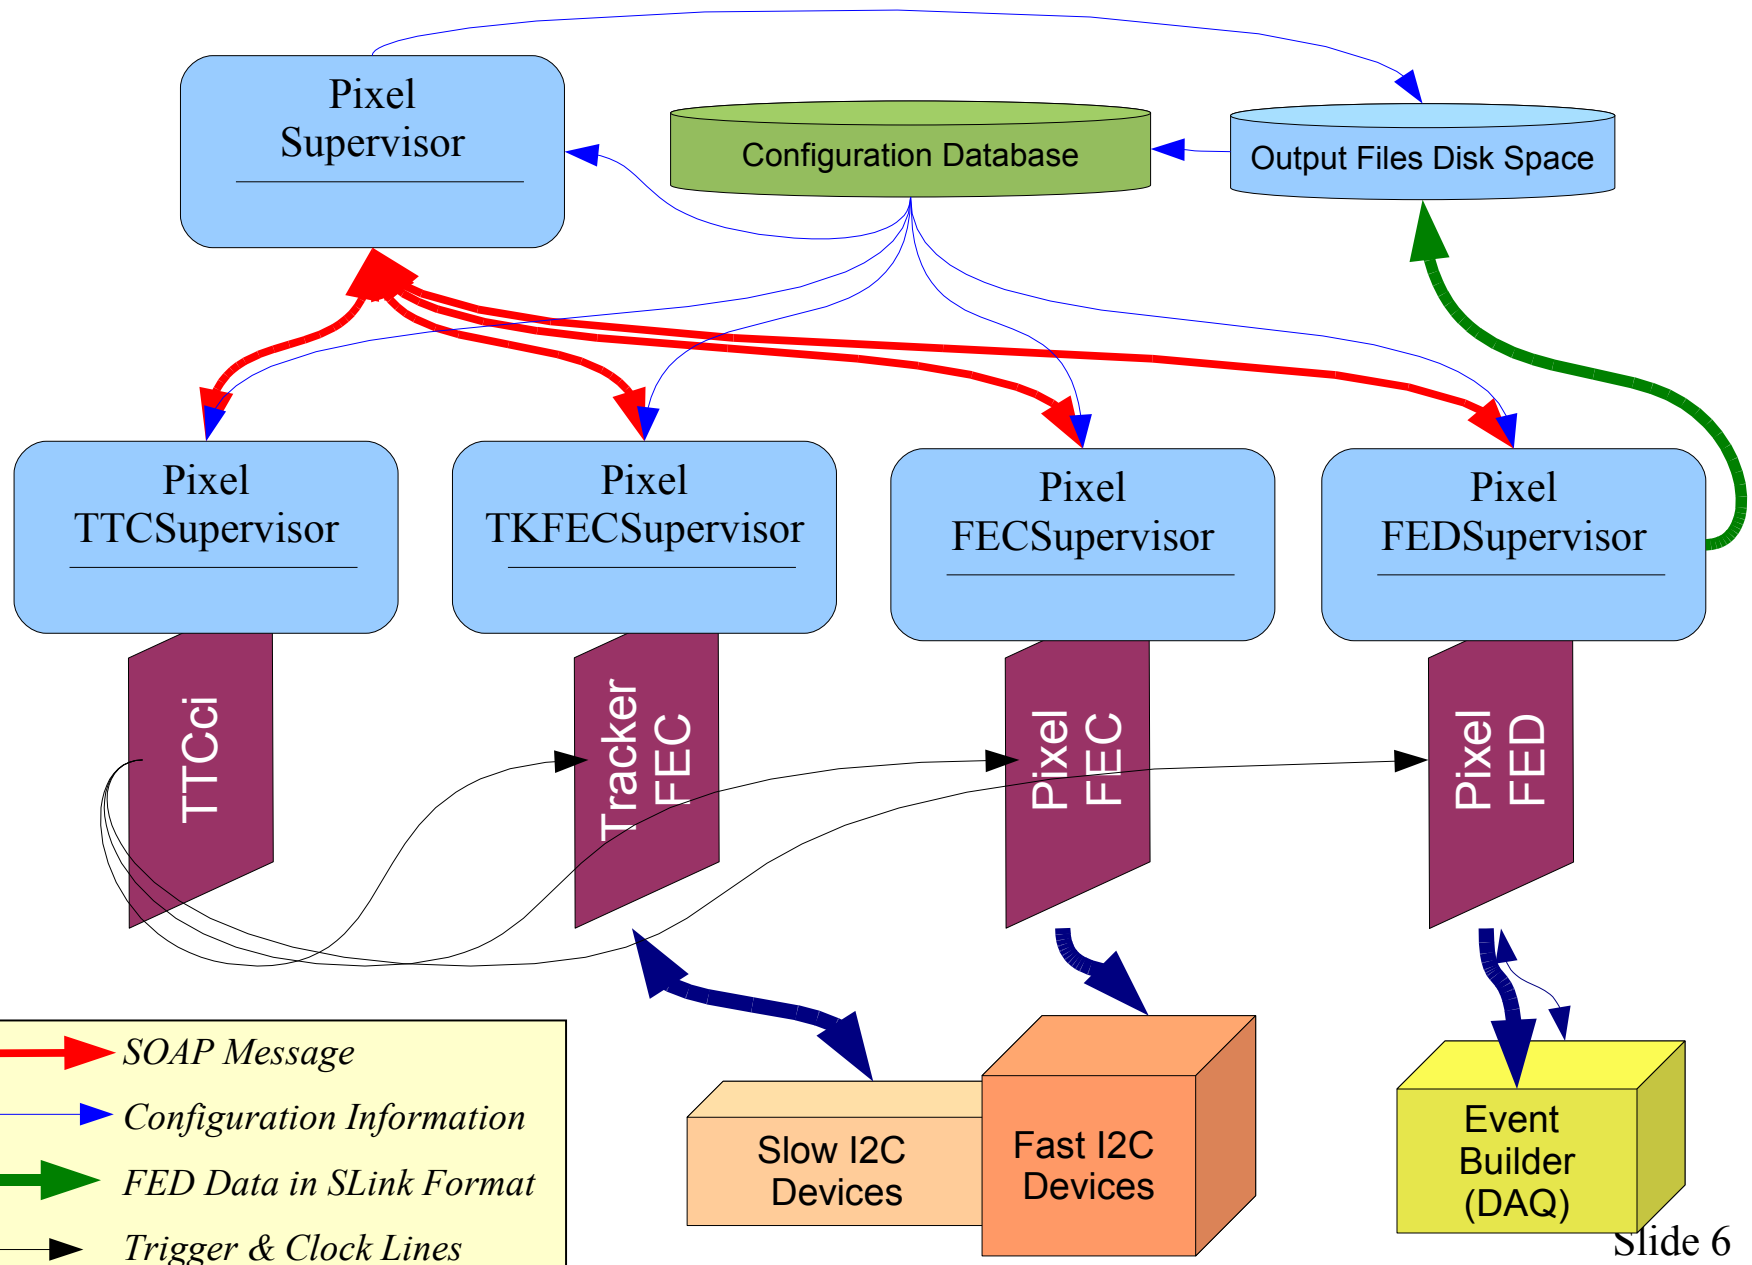 Pixel
Supervisor
Configuration Database
Output Files Disk Space
Pixel
TTCSupervisor
Pixel
TKFECSupervisor
Pixel
FECSupervisor
Pixel
FEDSupervisor
TTCci
Tracker
FEC
Pixel
FEC
Pixel
FED
SOAP Message
Configuration Information
FED Data in SLink Format
Trigger & Clock Lines
Slow I2C
Devices
Fast I2C
Devices
Event
Builder
(DAQ)
Slide 6